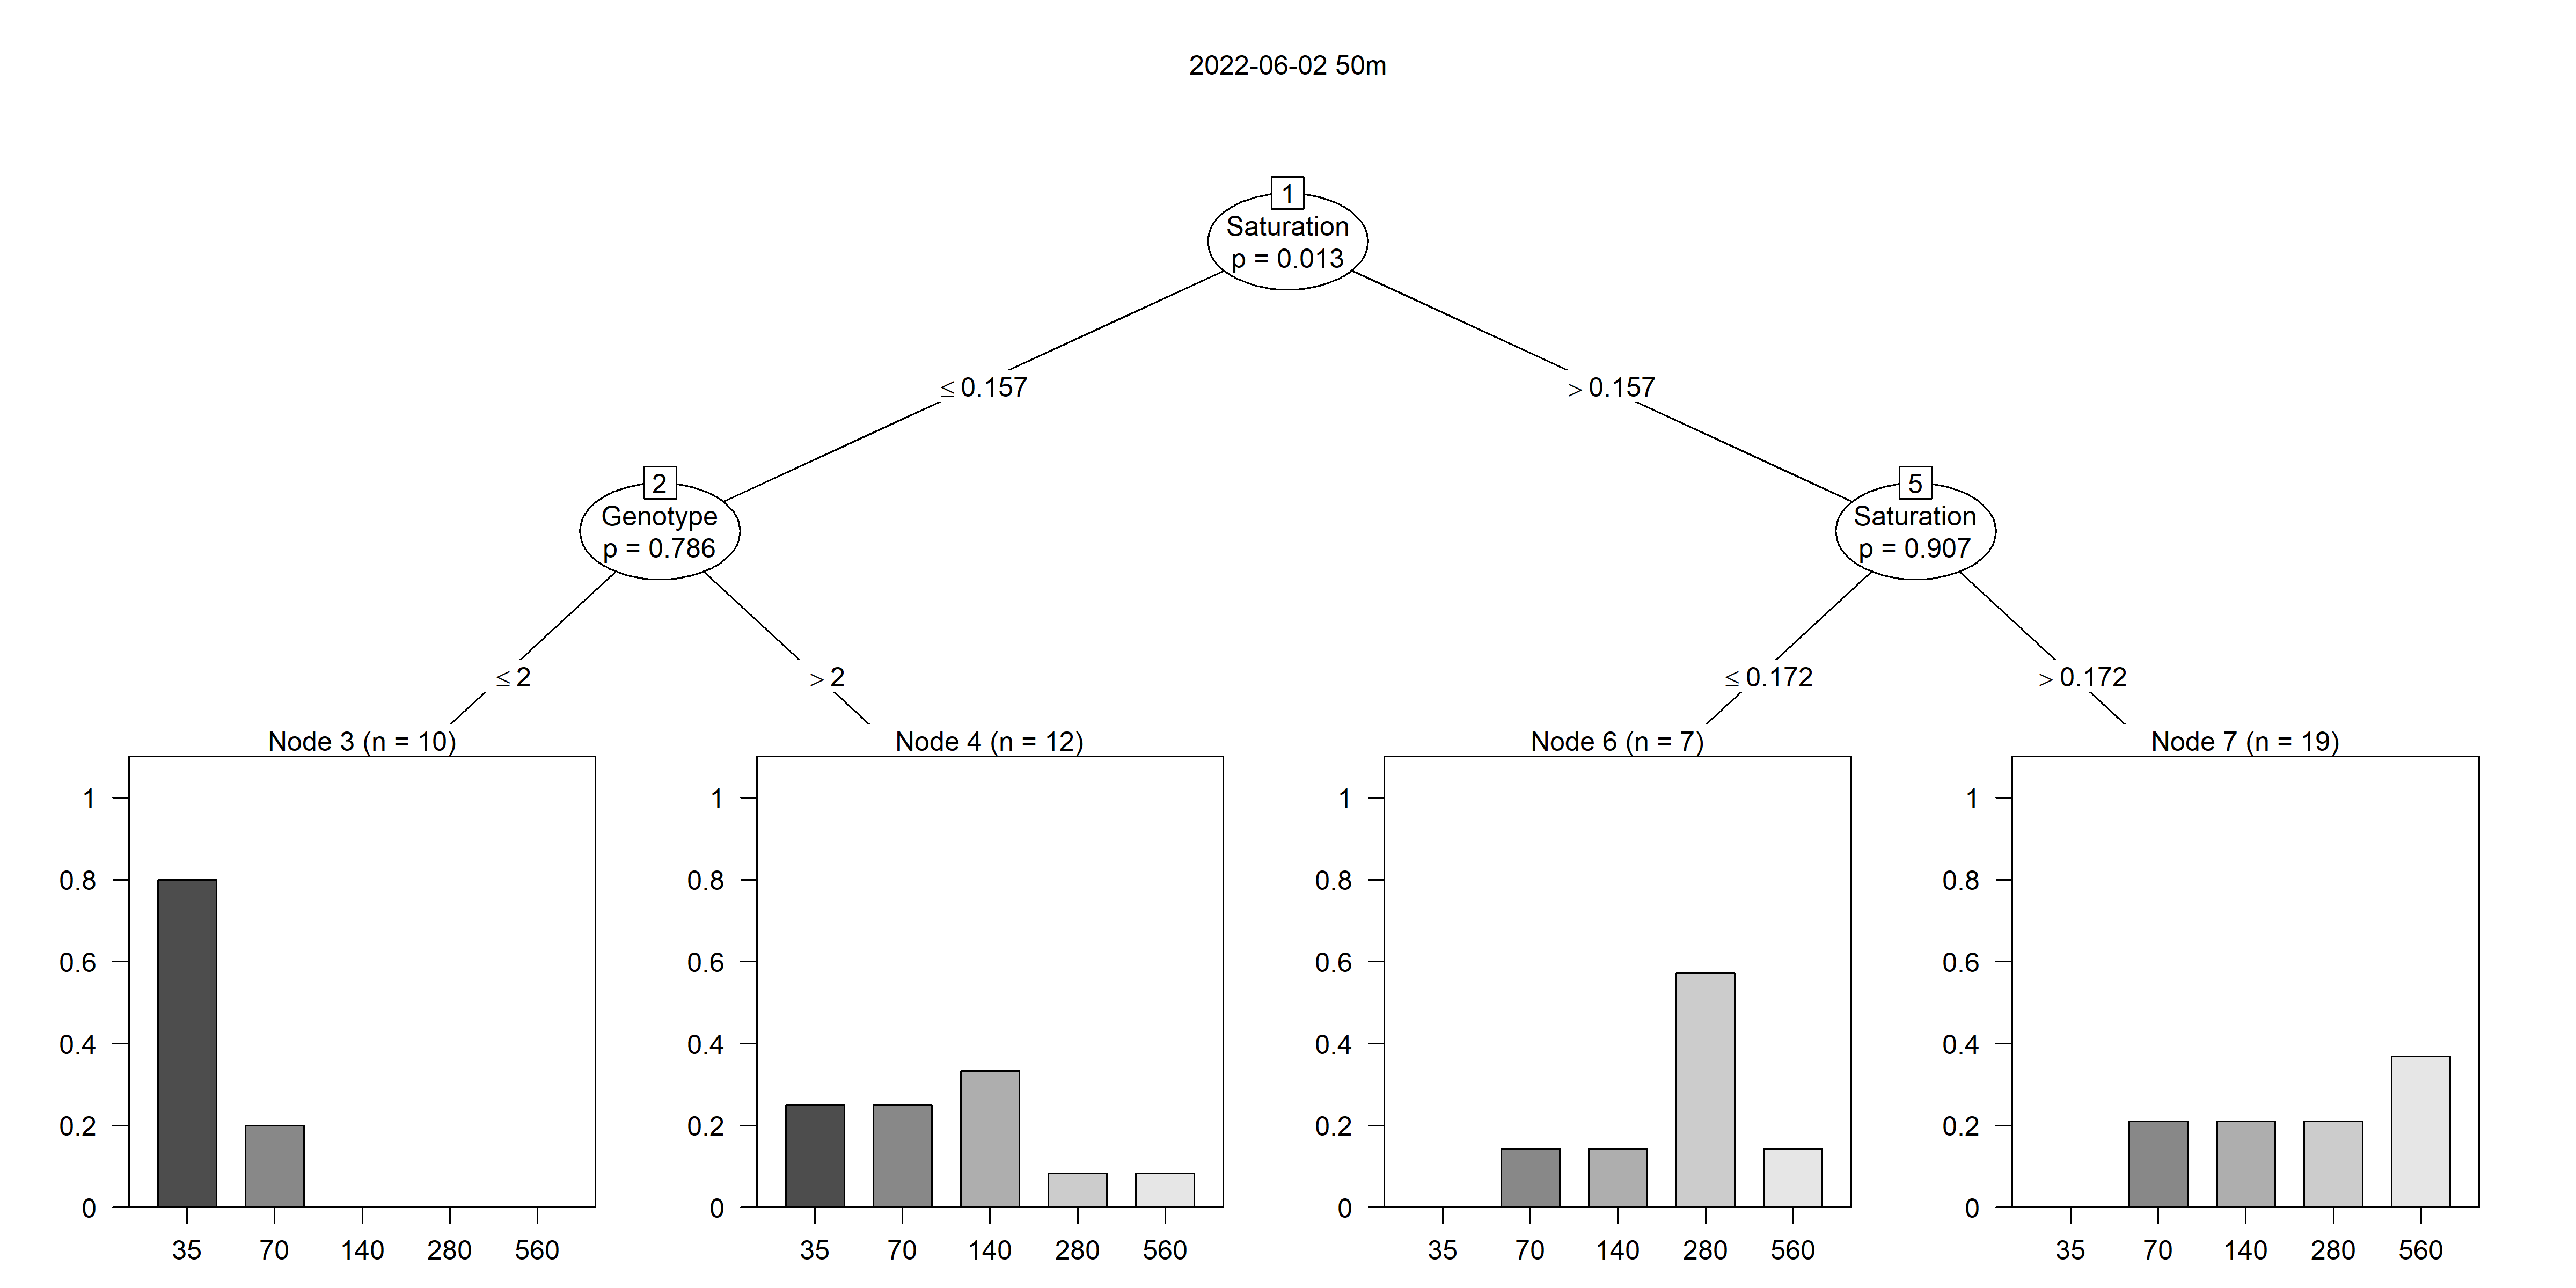 2022-06-02 50m
1
Saturation
p = 0.013
≤ 0.157
> 0.157
2
Genotype
p = 0.786
5
Saturation
p = 0.907
≤ 2
> 2
≤ 0.172
> 0.172
Node 3 (n = 10)
1
0.8
0.6
0.4
0.2
0
35 70 140 280 560
Node 4 (n = 12)
1
0.8
0.6
0.4
0.2
0
35 70 140 280 560
Node 6 (n = 7)
1
0.8
0.6
0.4
0.2
0
35 70 140 280 560
Node 7 (n = 19)
1
0.8
0.6
0.4
0.2
0
35 70 140 280 560